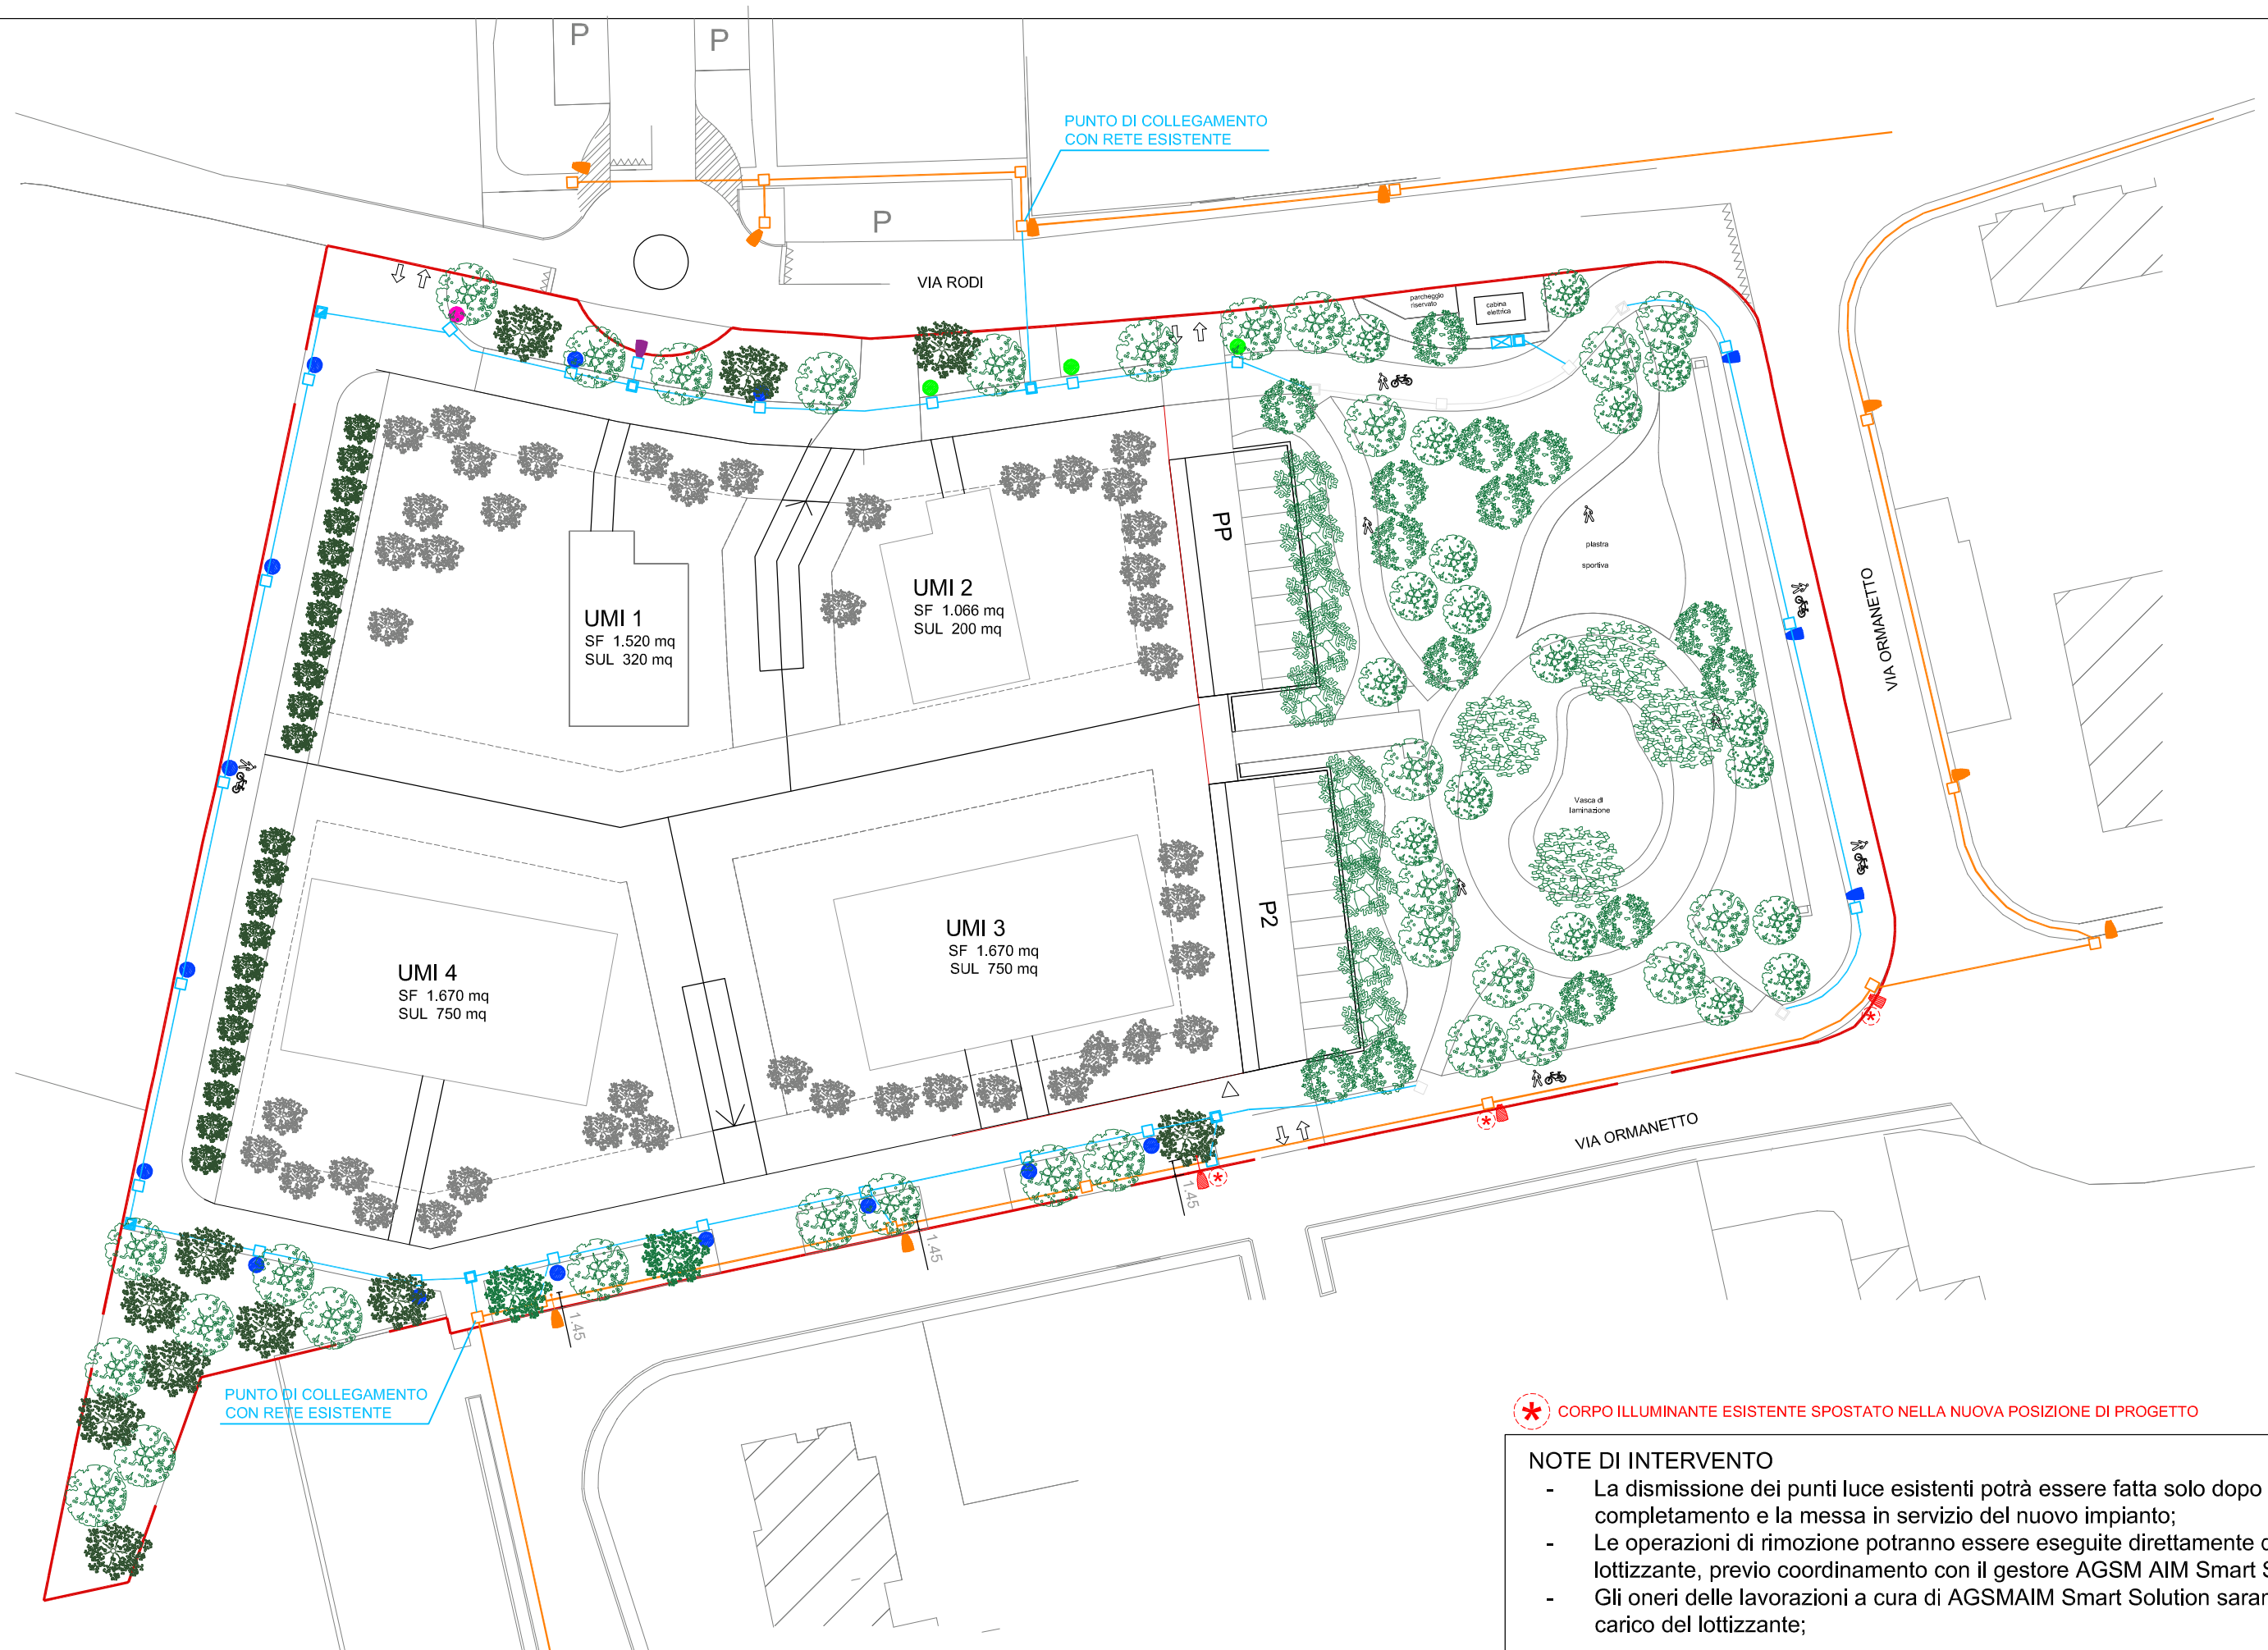 P
P
PUNTO DI COLLEGAMENTO
CON RETE ESISTENTE
P
VIA RODI
parcheggio
riservato
cabina
elettrica
PP
plastra
sportiva
UMI 1
SF 1.520 mq
SUL 320 mq
UMI 2
SF 1.066 mq
SUL 200 mq
VIA ORMANETTO
Vasca di
laminazione
P2
UMI 3
SF 1.670 mq
SUL 750 mq
UMI 4
SF 1.670 mq
SUL 750 mq
VIA ORMANETTO
1.45
1.45
1.45
PUNTO DI COLLEGAMENTO
CON RETE ESISTENTE
* CORPO ILLUMINANTE ESISTENTE SPOSTATO NELLA NUOVA POSIZIONE DI PROGETTO
NOTE DI INTERVENTO
- La dismissione dei punti luce esistenti potrà essere fatta solo dopo
completamento e la messa in servizio del nuovo impianto;
- Le operazioni di rimozione potranno essere eseguite direttamente
lottizzante, previo coordinamento con il gestore AGSM AIM Smart
- Gli oneri delle lavorazioni a cura di AGSMAIM Smart Solution
carico del lottizzante;